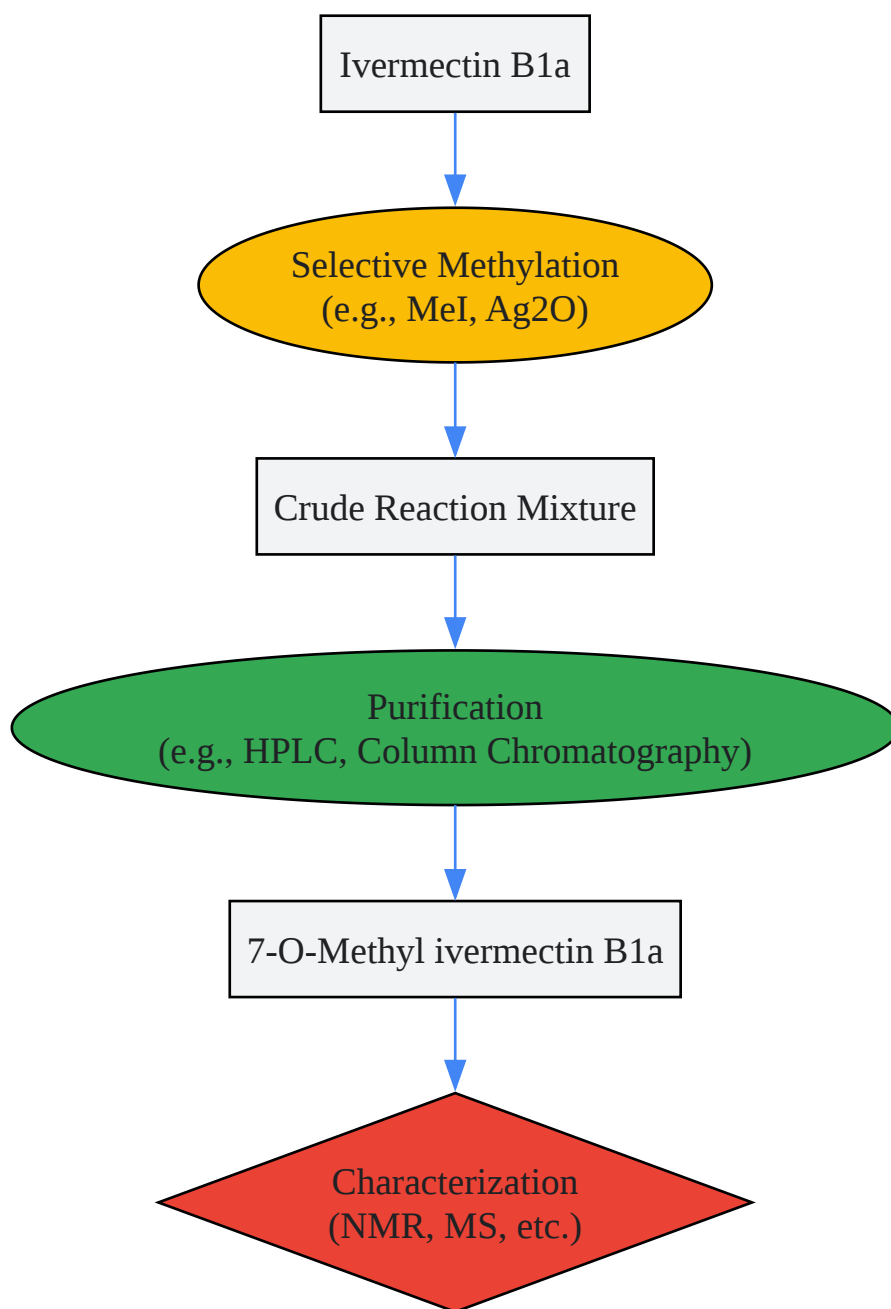 Ivermectin B1a
Selective Methylation
(e.g., MeI, Ag2O)
Crude Reaction Mixture
Purification
(e.g., HPLC, Column Chromatography)
7-O-Methyl ivermectin B1a
Characterization
(NMR, MS, etc.)